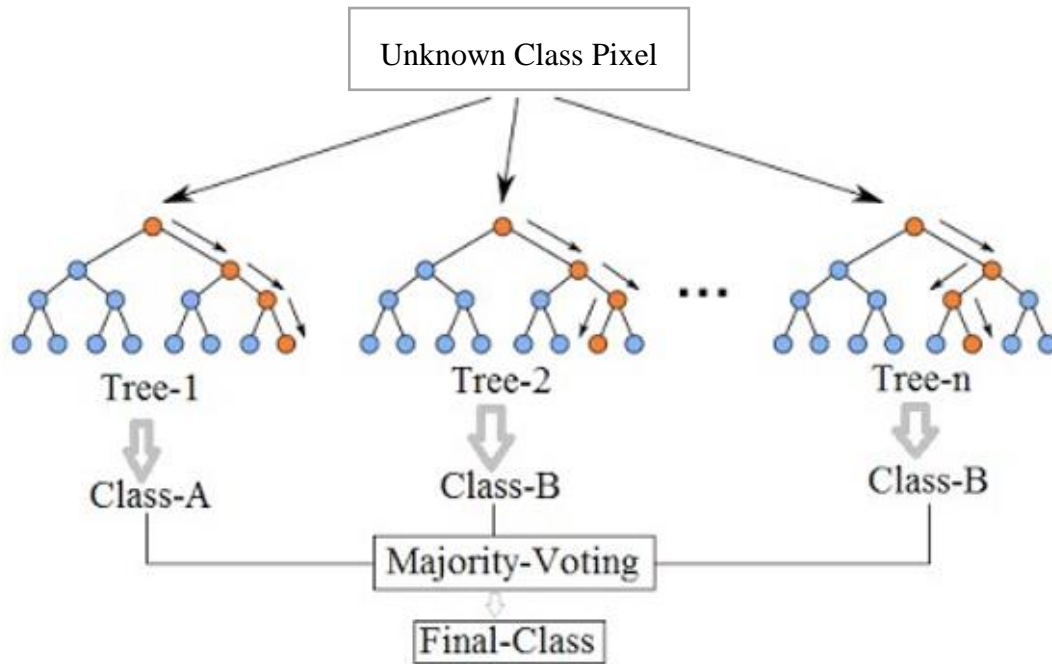 Unknown Class Pixel
Tree-1
Tree-2
Tree-n
Class-A
Class-B
Class-B
Majority-Voting
Final-Class